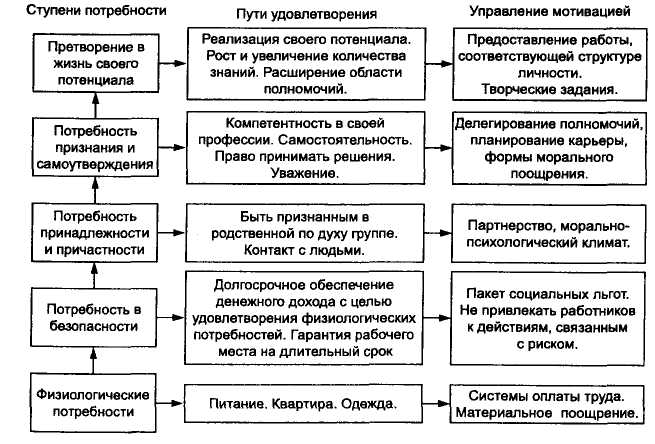 Ступени потребности
Пути удовлетворения
Управление мотивацией
Претворение в
жизнь своего
потенциала
Реализация своего потенциала.
Рост и увеличение количества
знаний. Расширение области
полномочий.
Предоставление работы,
соответствующей структуре
личности.
Творческие задания.
Потребность
признания и
самоутверждения
Компетентность в своей
профессии. Самостоятельность.
Право принимать решения.
Уважение.
Делегирование полномочий,
планирование карьеры,
формы морального
поощрения.
Потребность
принадлежности
и причастности
Быть признанным в
родственной по духу группе.
Контакт с людьми.
Партнерство, морально-
психологический климат.
Потребность в
безопасности
Долгосрочное обеспечение
денежного дохода с целью
удовлетворения физиологических
потребностей. Гарантия рабочего
места на длительный срок
Пакет социальных льгот.
Не привлекать работников
к действиям, связанным
с риском.
Физиологические
потребности
Питание. Квартира. Одежда.
Системы оплаты труда.
Материальное поощрение.